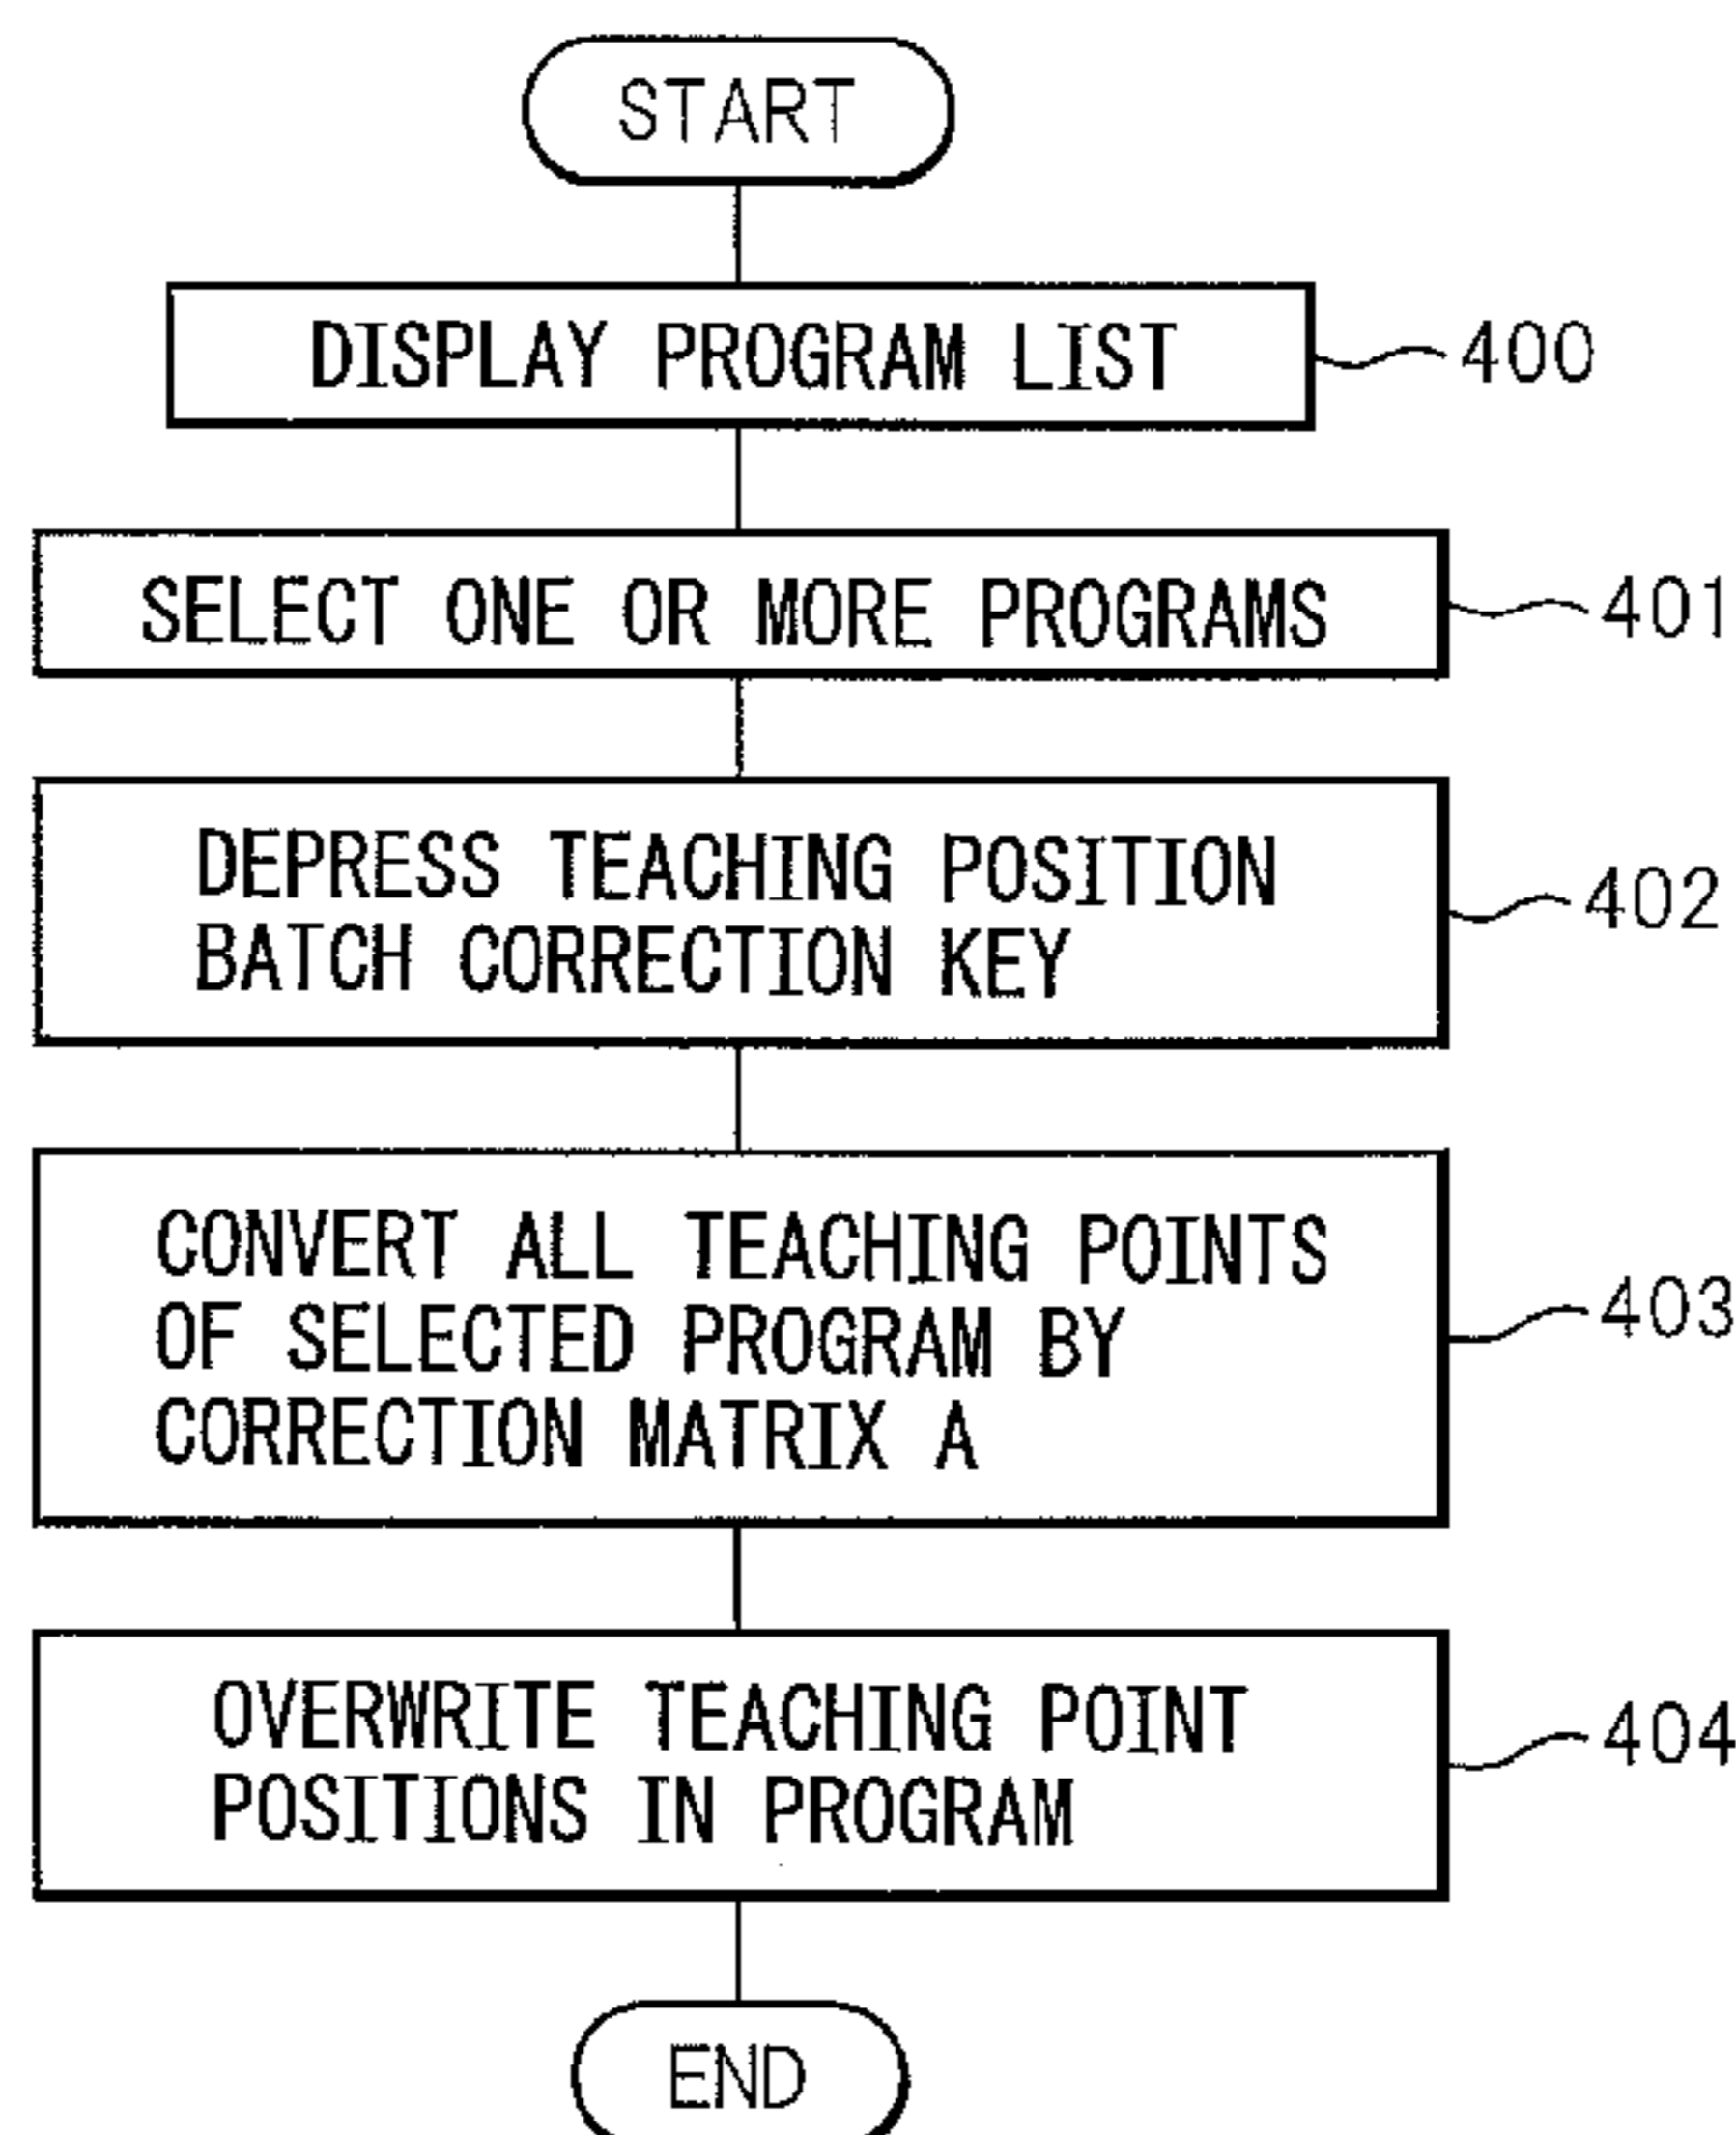 START
DISPLAY PROGRAM LIST
400
SELECT ONE OR MORE PROGRAMS
401
DEPRESS TEACHING POSITION
BATCH CORRECTION KEY
402
CONVERT ALL TEACHING POINTS
OF SELECTED PROGRAM BY
CORRECTION MATRIX A
403
OVERWRITE TEACHING POINT
POSITIONS IN PROGRAM
404
END